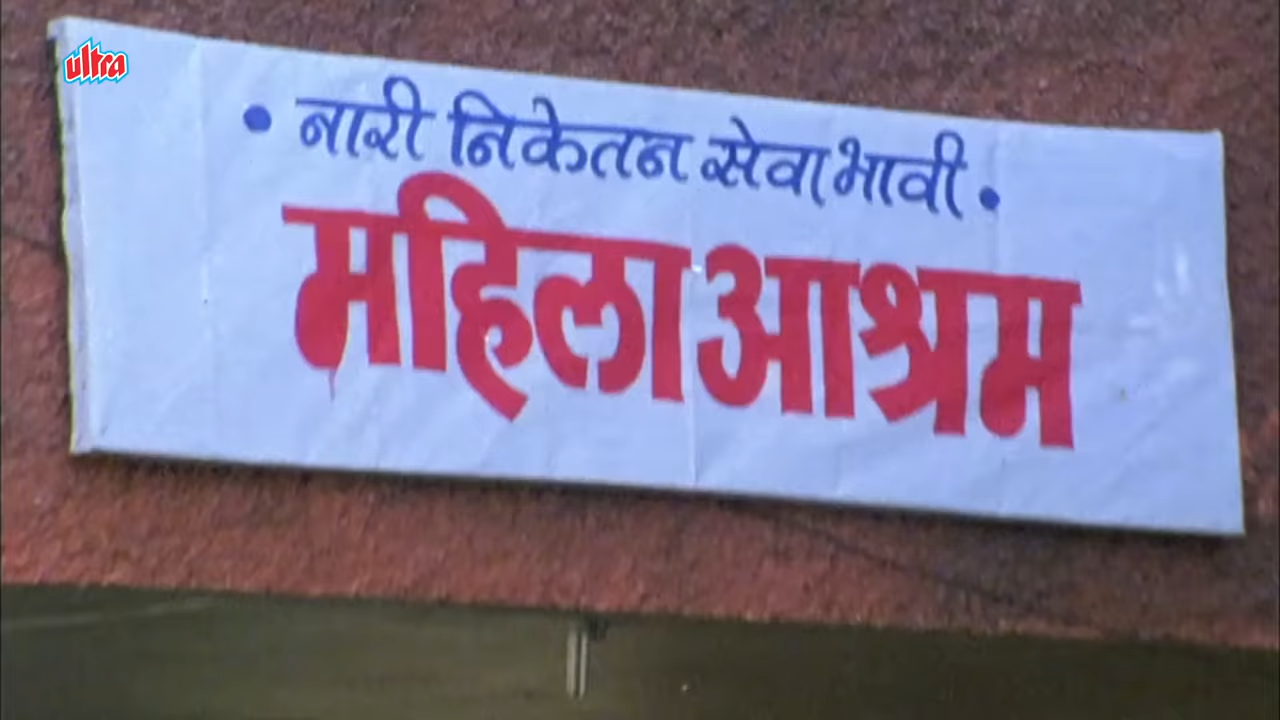 ultra
• नारी निकेतन सेवाभावी •
महिला आश्रम